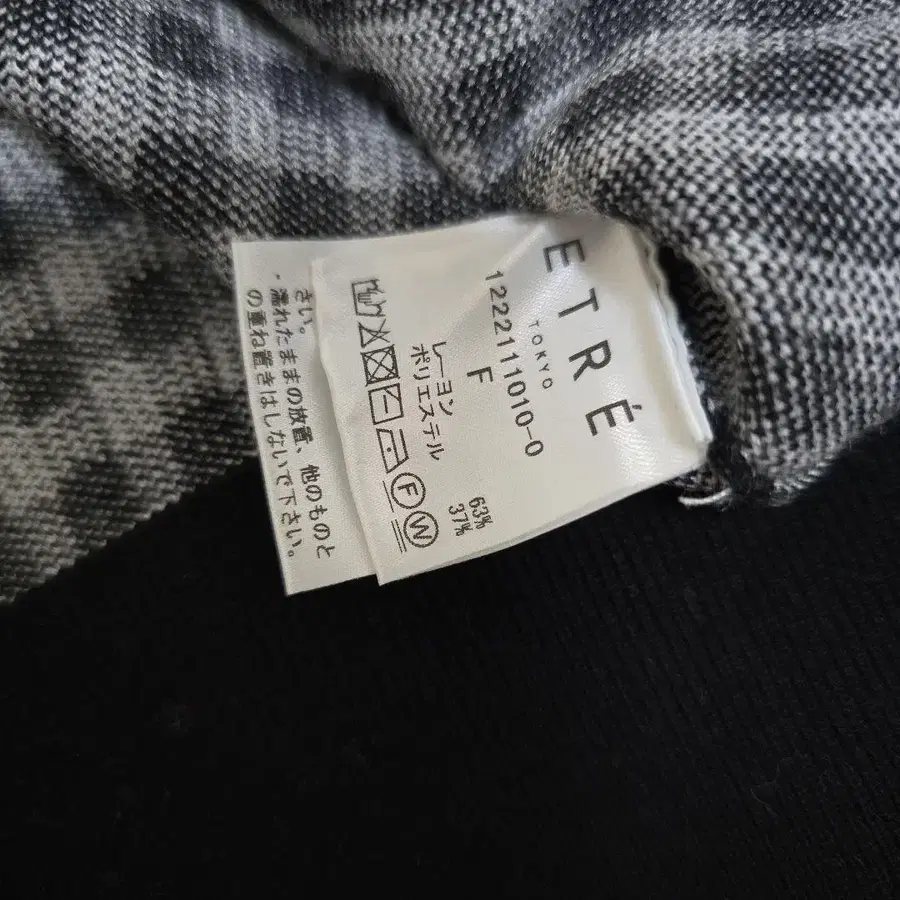 ETRÉ
TOKYO
122211010-0
F
レーヨン 63%
ポリエステル 37%
F W
さい。
・濡れたままの放置、他のものと
の重ね置きはしないで下さい。